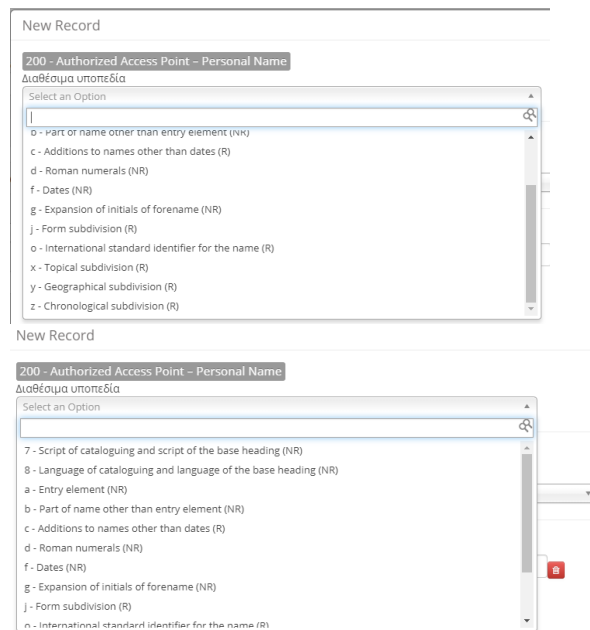 New Record
200 - Authorized Access Point – Personal Name
Διαθέσιμα υποπεδία
Select an Option
b - Part of name other than entry element (NR)
c - Additions to names other than dates (R)
d - Roman numerals (NR)
f - Dates (NR)
g - Expansion of initials of forename (NR)
j - Form subdivision (R)
o - International standard identifier for the name (R)
x - Topical subdivision (R)
y - Geographical subdivision (R)
z - Chronological subdivision (R)
New Record
200 - Authorized Access Point – Personal Name
Διαθέσιμα υποπεδία
Select an Option
7 - Script of cataloguing and script of the base heading (NR)
8 - Language of cataloguing and language of the base heading (NR)
a - Entry element (NR)
b - Part of name other than entry element (NR)
c - Additions to names other than dates (R)
d - Roman numerals (NR)
f - Dates (NR)
g - Expansion of initials of forename (NR)
j - Form subdivision (R)
o - International standard identifier for the name (R)